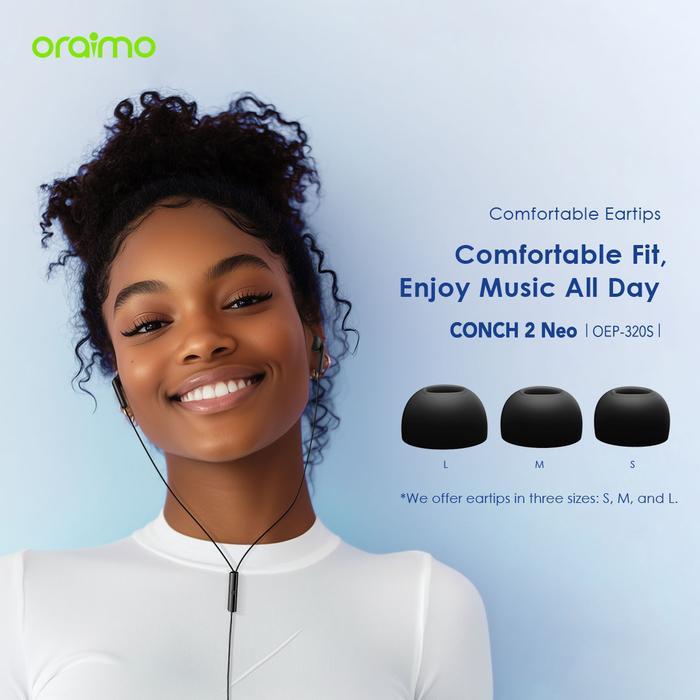 oraimo
Comfortable Eartips
Comfortable Fit,
Enjoy Music All Day
CONCH 2 Neo | OEP-320S |
L
M
S
*We offer eartips in three sizes: S, M, and L.